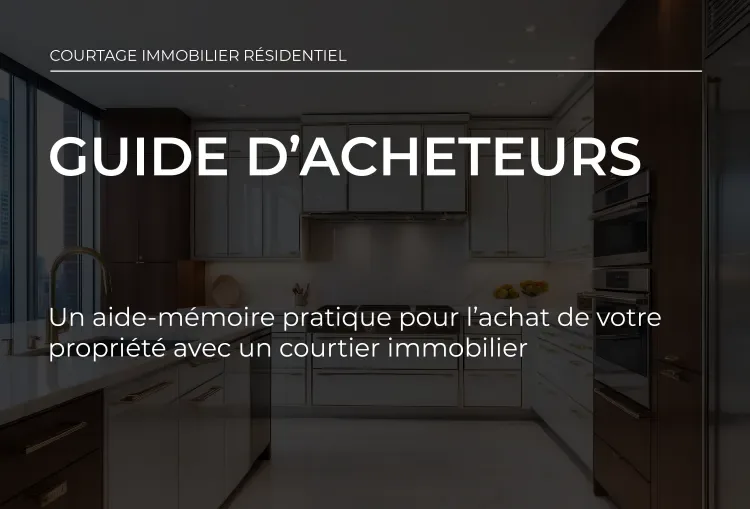 COURTAGE IMMOBILIER RÉSIDENTIEL
GUIDE D’ACHETEURS
Un aide-mémoire pratique pour l’achat de votre
propriété avec un courtier immobilier